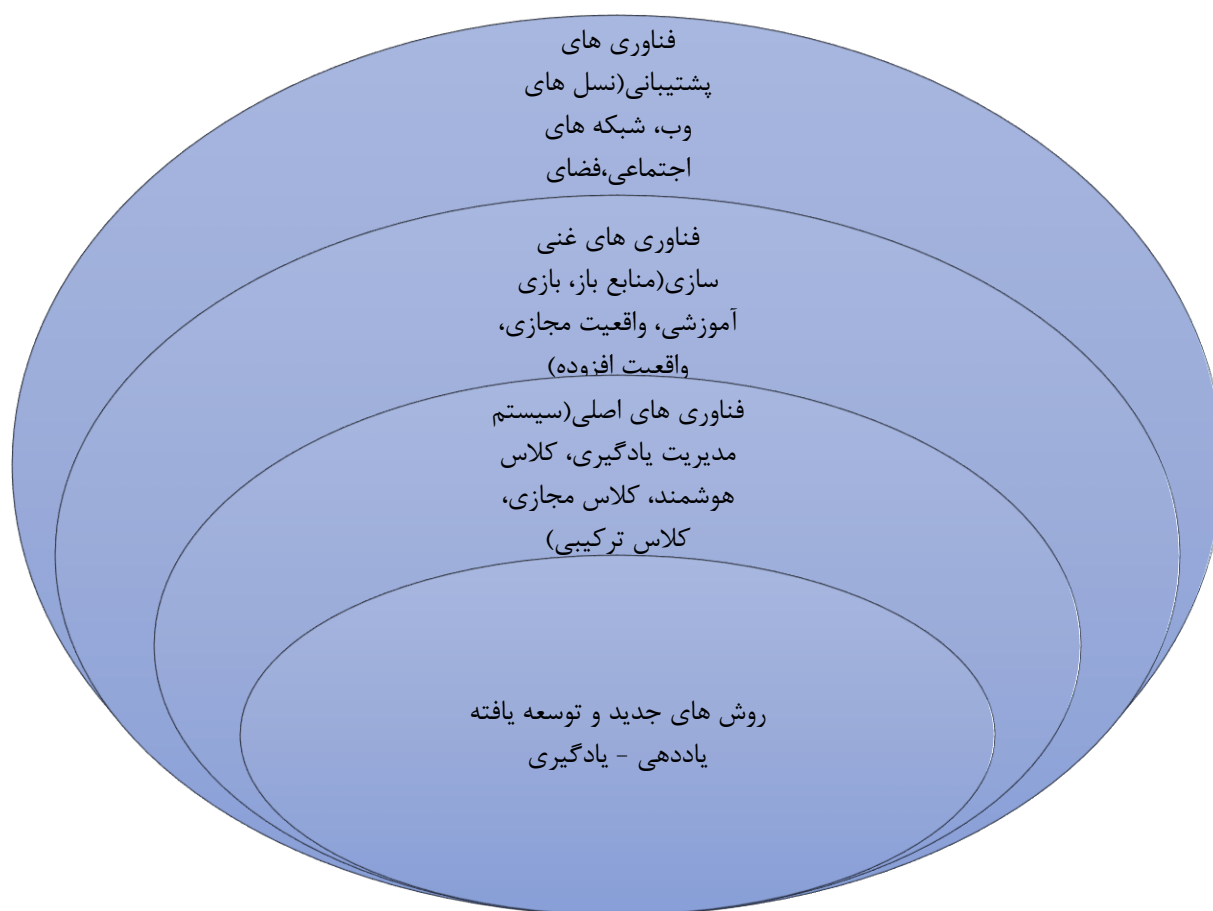 فناوری های
پشتیبانی(نسل های
وب، شبکه های
اجتماعی،فضای
فناوری های غنی
سازی(منابع باز، بازی
آموزشی، واقعیت مجازی،
واقعیت افزوده)
فناوری های اصلی(سیستم
مدیریت یادگیری، کلاس
هوشمند، کلاس مجازی،
کلاس ترکیبی)
روش های جدید و توسعه یافته
یاددهی - یادگیری